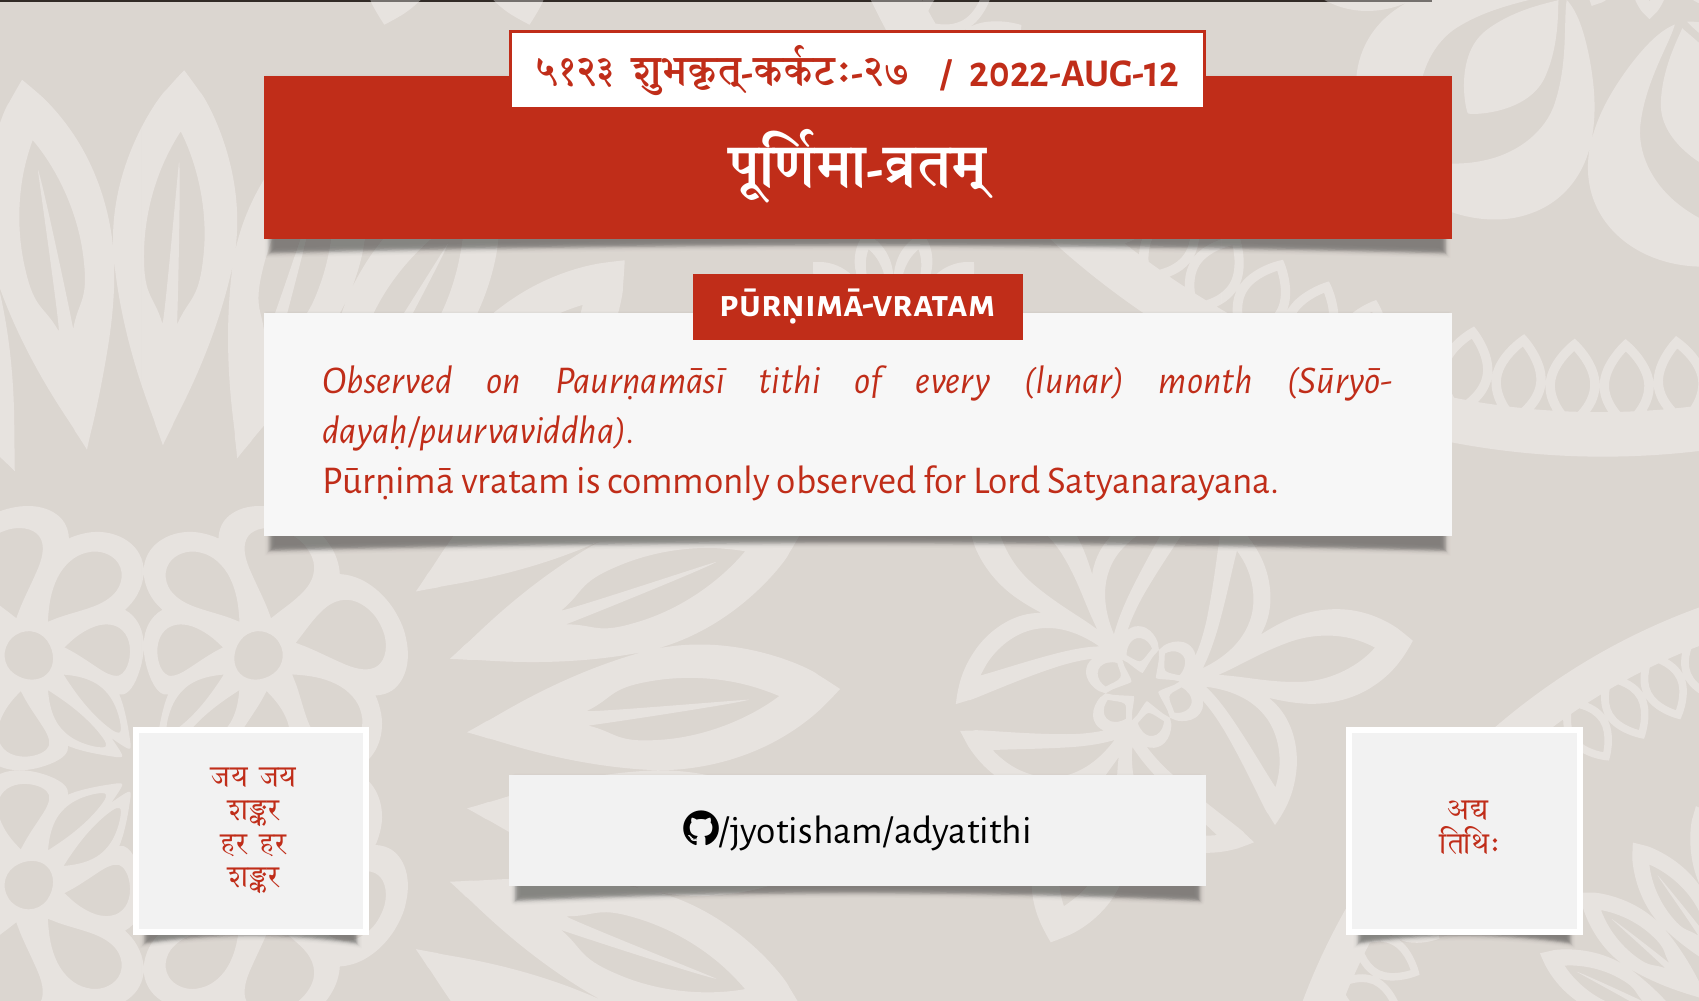 ५१२३ शुभकृत्-कर्कटः-२७ / 2022-AUG-12
पूर्णिमा-व्रतम्
PŪRṆIMĀ-VRATAM
Observed on Paurṇamāsī tithi of every (lunar) month (Sūryō-
dayaḥ/puurvaviddha).
Pūrṇimā vratam is commonly observed for Lord Satyanarayana.
जय जय
शङ्कर
हर हर
शङ्कर
/jyotisham/adyatithi
अद्य
तिथिः